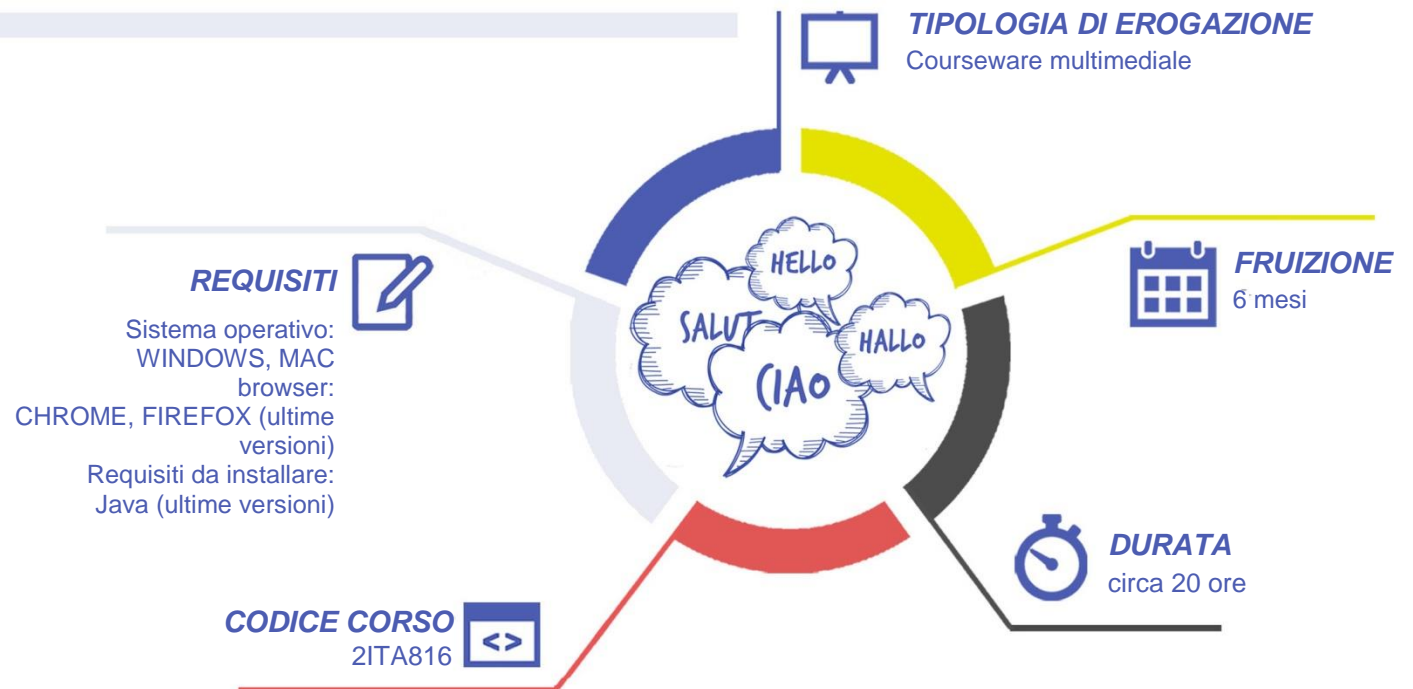 TIPOLOGIA DI EROGAZIONE
Courseware multimediale
FRUIZIONE
6 mesi
REQUISITI
Sistema operativo:
WINDOWS, MAC
browser:
CHROME, FIREFOX (ultime
versioni)
Requisiti da installare:
Java (ultime versioni)
HELLO
SALUT
HALLO
CIAO
DURATA
circa 20 ore
CODICE CORSO
2ITA816
<>